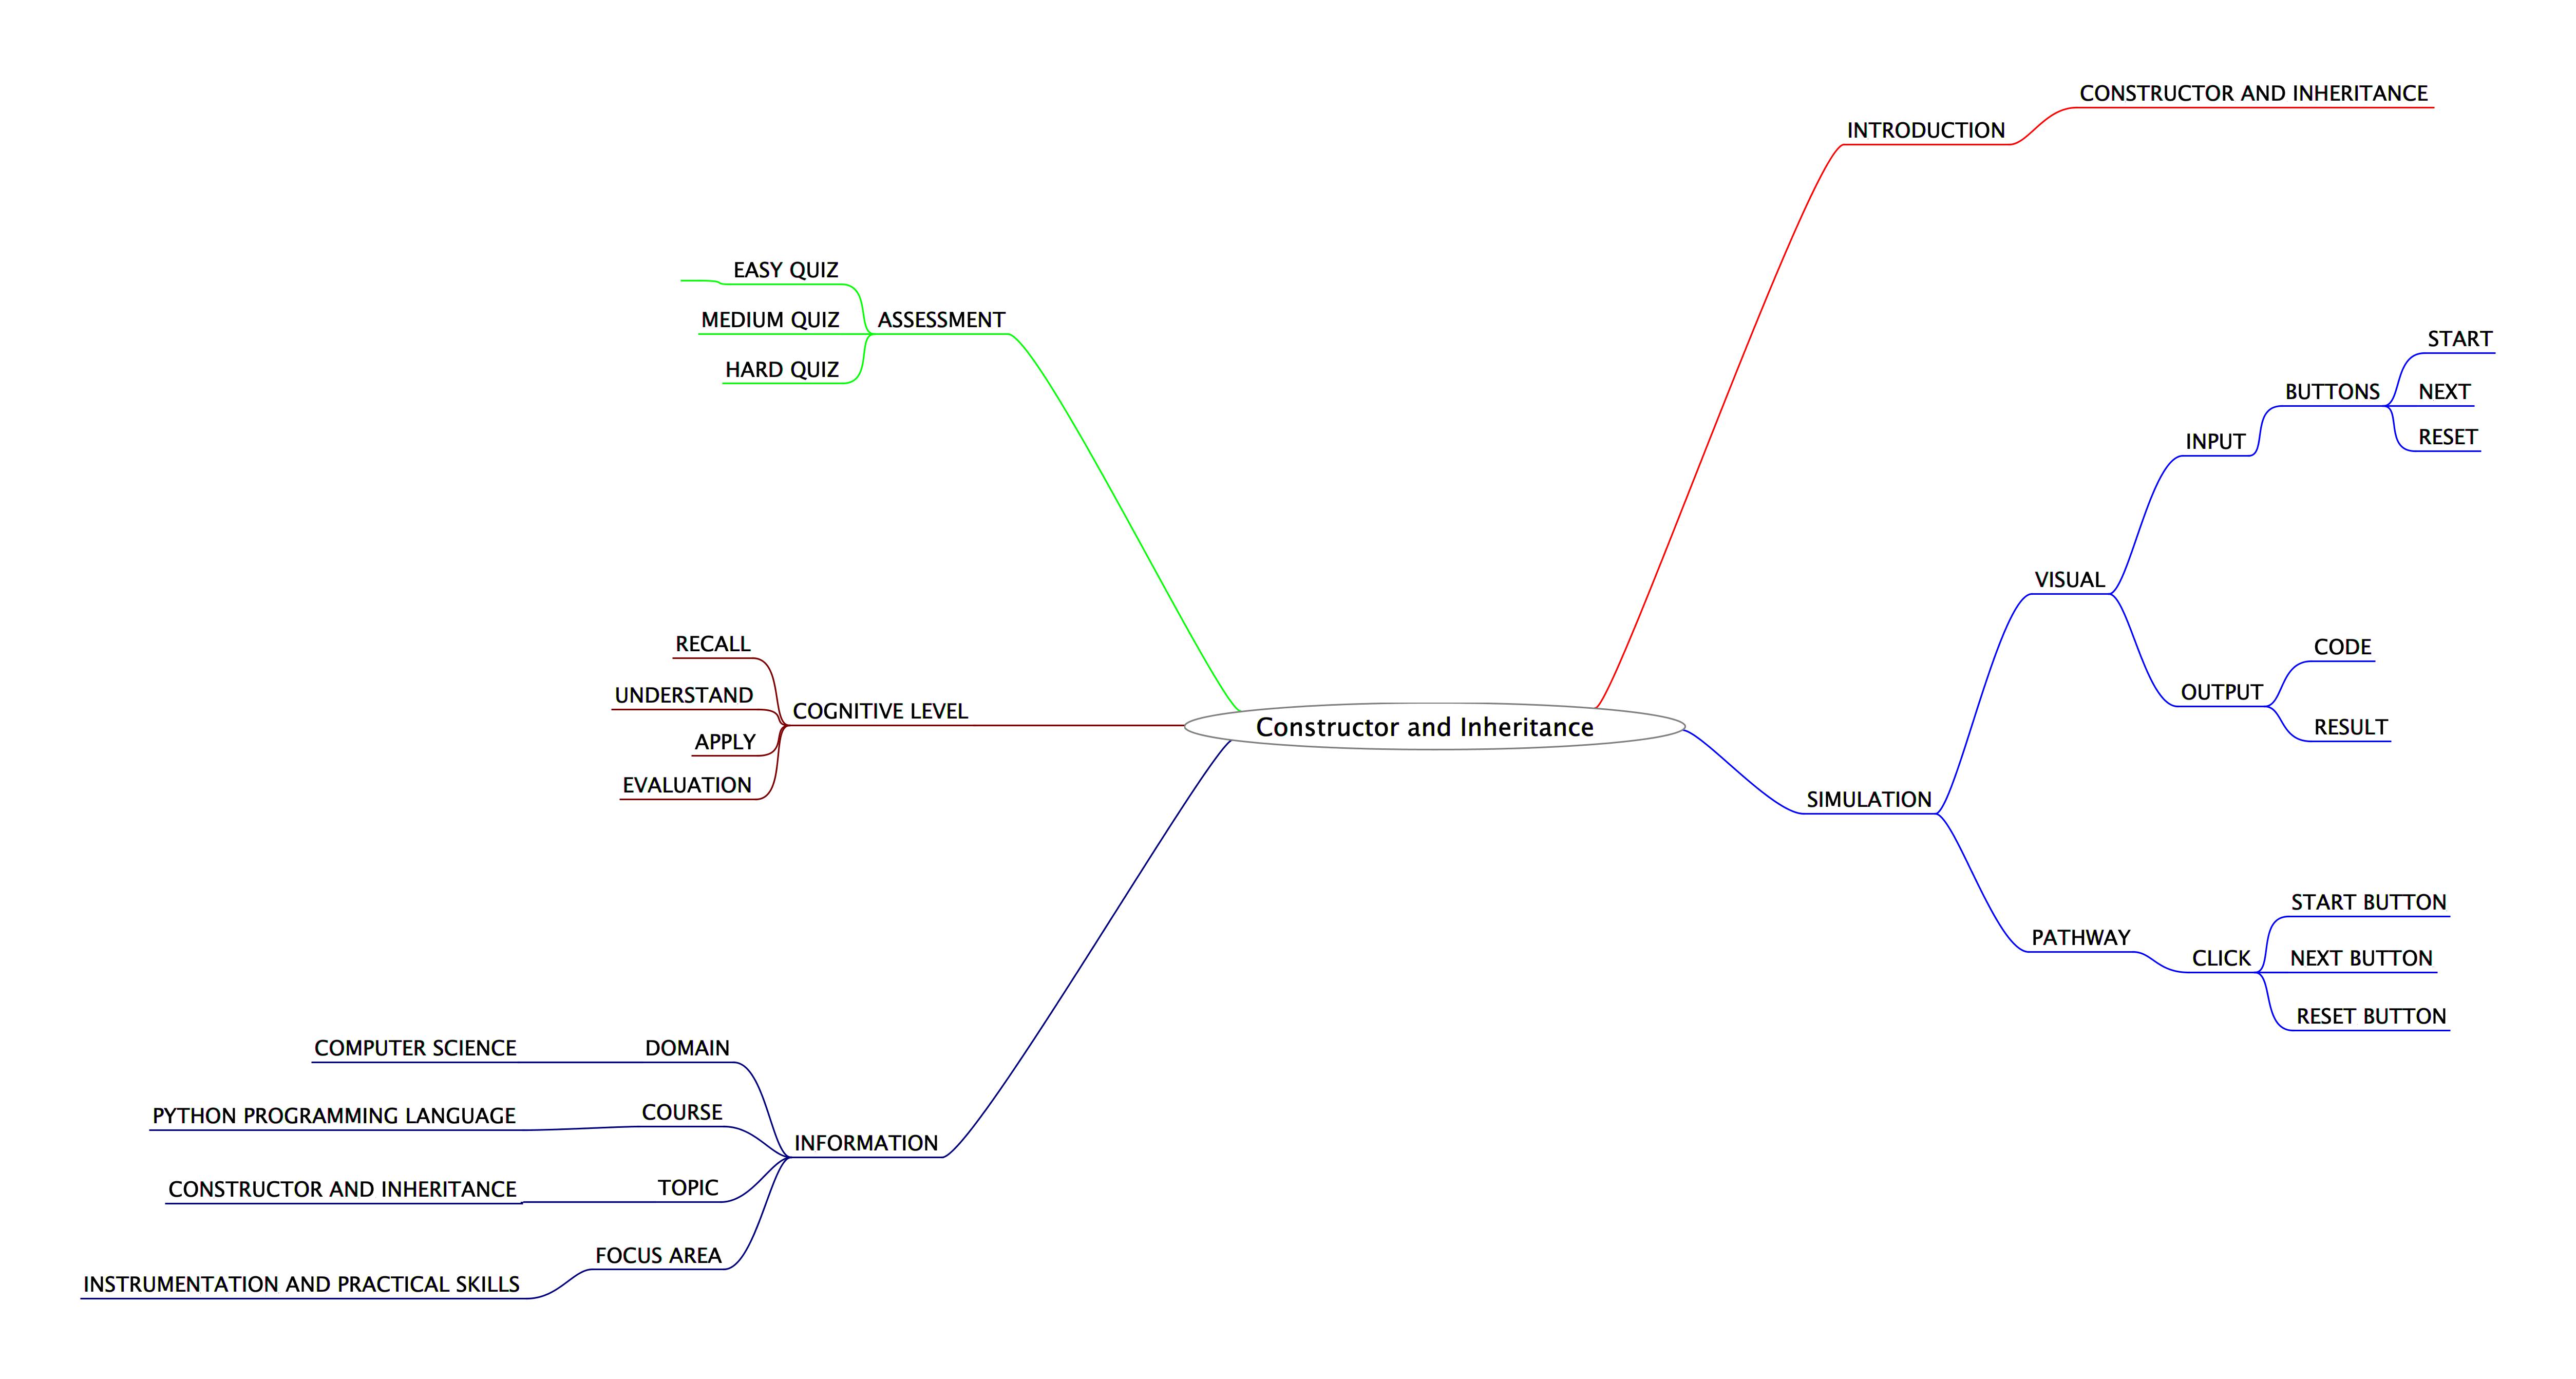 Constructor and Inheritance
INTRODUCTION
CONSTRUCTOR AND INHERITANCE
SIMULATION
VISUAL
INPUT
BUTTONS
START
NEXT
RESET
OUTPUT
CODE
RESULT
PATHWAY
CLICK
START BUTTON
NEXT BUTTON
RESET BUTTON
ASSESSMENT
EASY QUIZ
MEDIUM QUIZ
HARD QUIZ
COGNITIVE LEVEL
RECALL
UNDERSTAND
APPLY
EVALUATION
INFORMATION
DOMAIN
COMPUTER SCIENCE
COURSE
PYTHON PROGRAMMING LANGUAGE
TOPIC
CONSTRUCTOR AND INHERITANCE
FOCUS AREA
INSTRUMENTATION AND PRACTICAL SKILLS